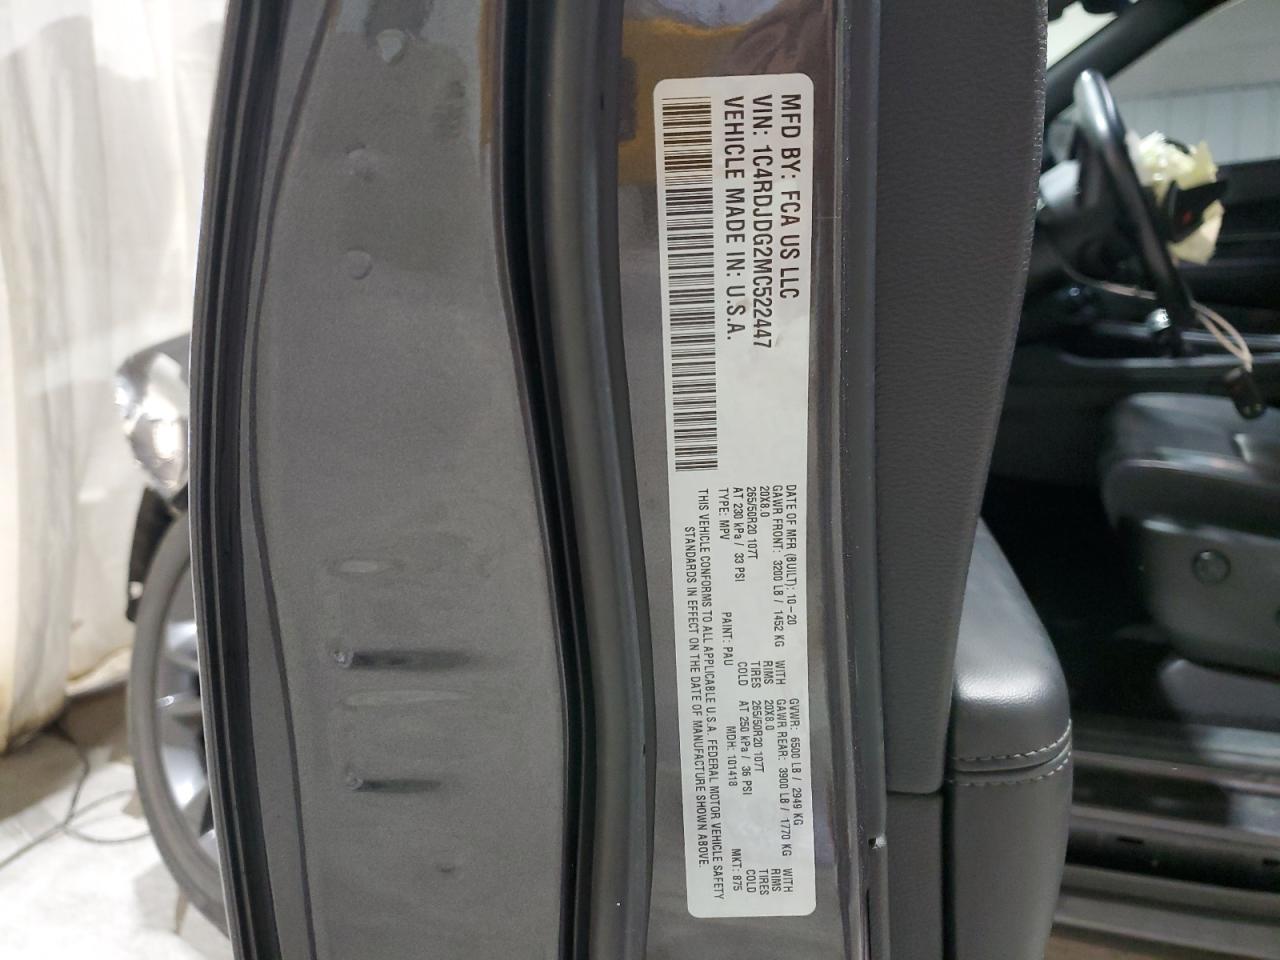 MFD BY: FCA US LLC
VIN: 1C4RDJDG2MC522447
VEHICLE MADE IN: U.S.A.
DATE OF MFR (BUILT): 10-20 GVWR: 6500 LB / 2949 KG
GAWR FRONT: 3200 LB / 1452 KG WITH GAWR REAR: 3900 LB / 1770 KG WITH
20X8.0 RIMS 20X8.0 RIMS
265/50R20 107T TIRES 265/50R20 107T TIRES
AT 230 kPa / 33 PSI COLD AT 250 kPa / 36 PSI COLD
TYPE: MPV PAINT: PAU MDH: 101418 MKT: 875
THIS VEHICLE CONFORMS TO ALL APPLICABLE U.S.A. FEDERAL MOTOR VEHICLE SAFETY
STANDARDS IN EFFECT ON THE DATE OF MANUFACTURE SHOWN ABOVE.